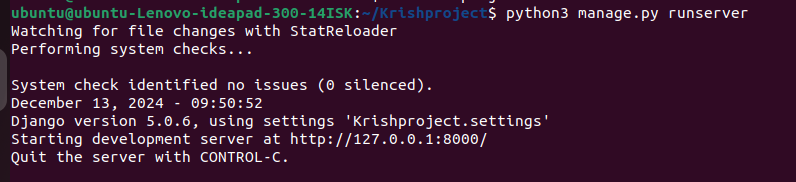 ubuntu@ubuntu-Lenovo-ideapad-300-14ISK:~/Krishproject$ python3 manage.py runserver
Watching for file changes with StatReloader
Performing system checks...

System check identified no issues (0 silenced).
December 13, 2024 - 09:50:52
Django version 5.0.6, using settings 'Krishproject.settings'
Starting development server at http://127.0.0.1:8000/
Quit the server with CONTROL-C.